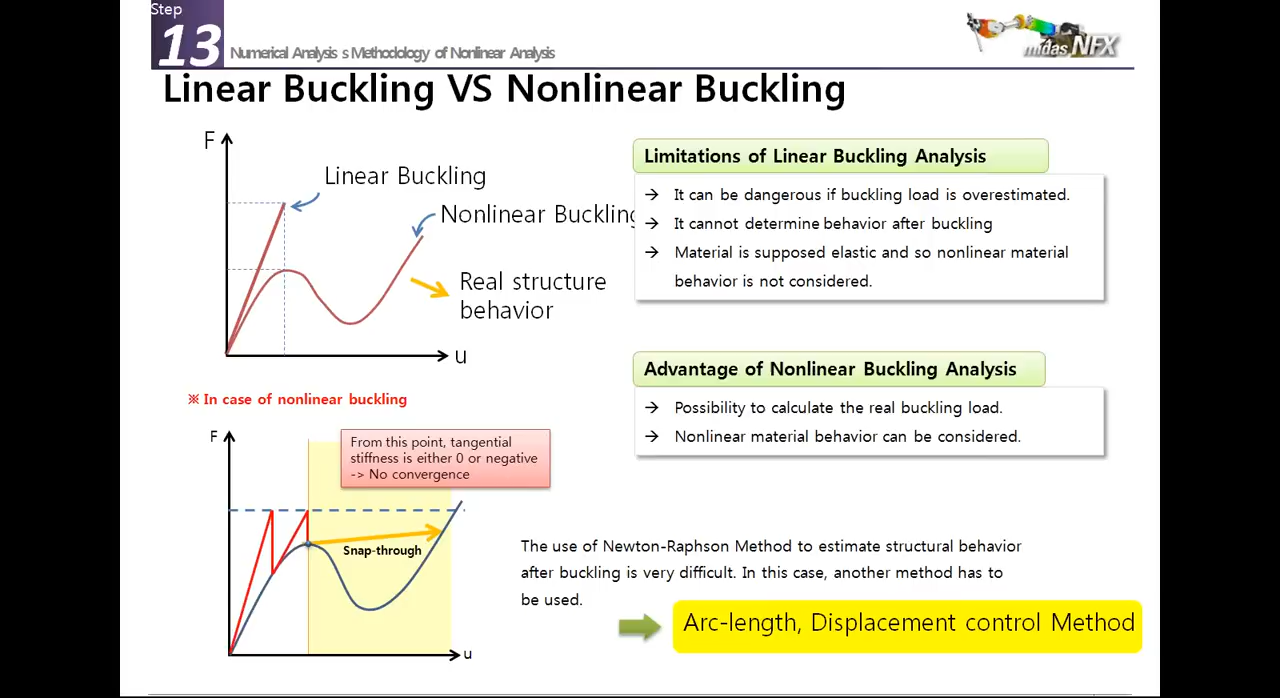 Step
13
Numerical Analysis s Methodology of Nonlinear Analysis
midas NFX
Linear Buckling VS Nonlinear Buckling
F
Linear Buckling
Nonlinear Buckling
Real structure
behavior
u
Limitations of Linear Buckling Analysis
→ It can be dangerous if buckling load is overestimated.
→ It cannot determine behavior after buckling
→ Material is supposed elastic and so nonlinear material
behavior is not considered.
Advantage of Nonlinear Buckling Analysis
→ Possibility to calculate the real buckling load.
→ Nonlinear material behavior can be considered.
※ In case of nonlinear buckling
F
From this point, tangential
stiffness is either 0 or negative
-> No convergence
Snap-through
u
The use of Newton-Raphson Method to estimate structural behavior
after buckling is very difficult. In this case, another method has to
be used.
Arc-length, Displacement control Method